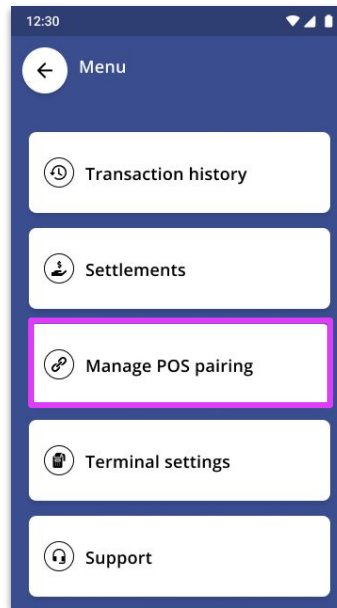 12:30
Menu
Transaction history
Settlements
Manage POS pairing
Terminal settings
Support